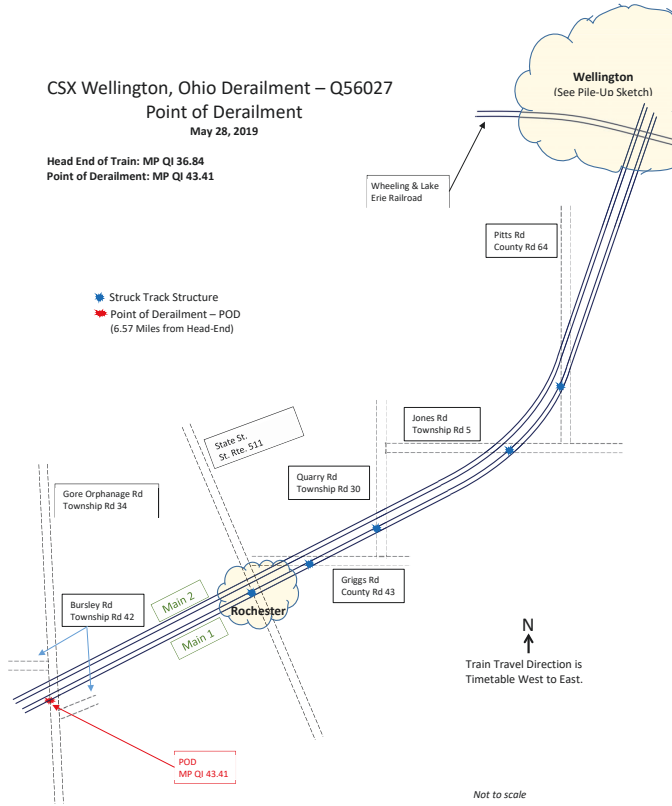 CSX Wellington, Ohio Derailment – Q56027
Point of Derailment
May 28, 2019
Head End of Train: MP QI 36.84
Point of Derailment: MP QI 43.41
Wellington
(See Pile-Up Sketch)
Wheeling & Lake
Erie Railroad
Pitts Rd
County Rd 64
Struck Track Structure
Point of Derailment – POD
(6.57 Miles from Head-End)
Jones Rd
Township Rd 5
State St.
St. Rte. 511
Quarry Rd
Township Rd 30
Gore Orphanage Rd
Township Rd 34
Griggs Rd
County Rd 43
Bursley Rd
Township Rd 42
Main 2
Rochester
Main 1
N
Train Travel Direction is
Timetable West to East.
POD
MP QI 43.41
Not to scale